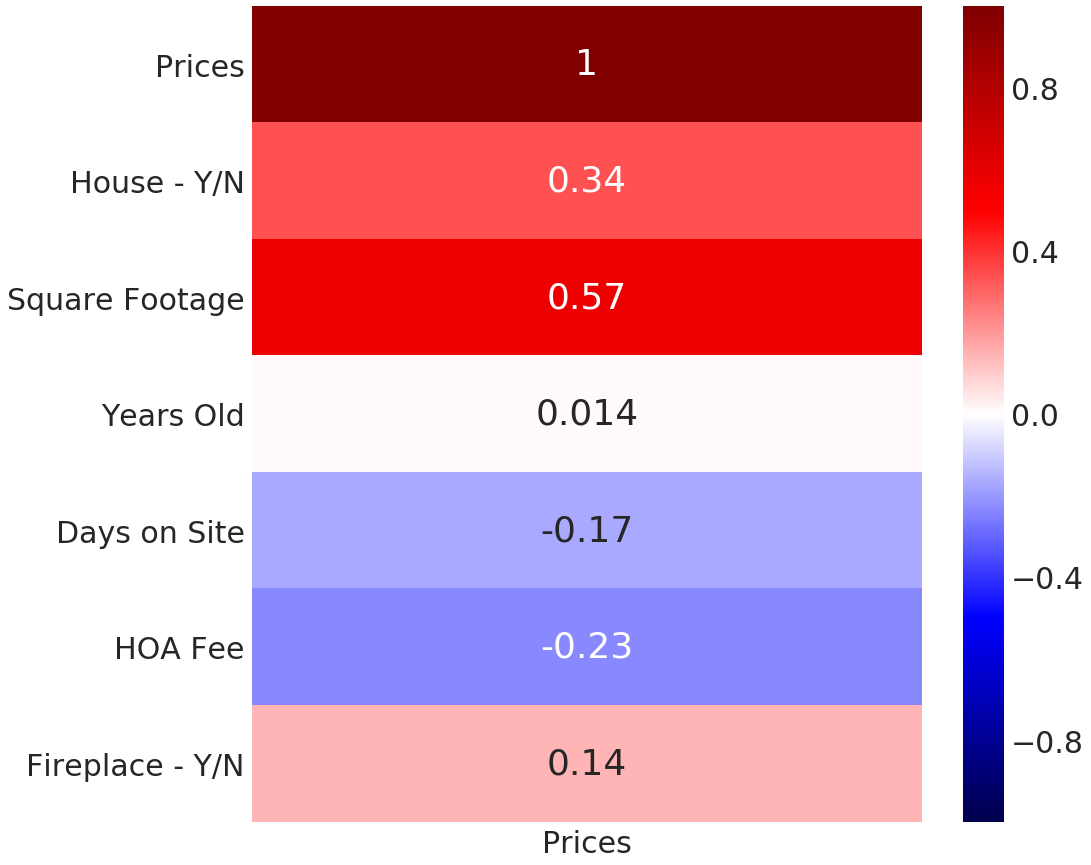 Prices 1
House - Y/N 0.34
Square Footage 0.57
Years Old 0.014
Days on Site -0.17
HOA Fee -0.23
Fireplace - Y/N 0.14
Prices
0.8
0.4
0.0
−0.4
−0.8